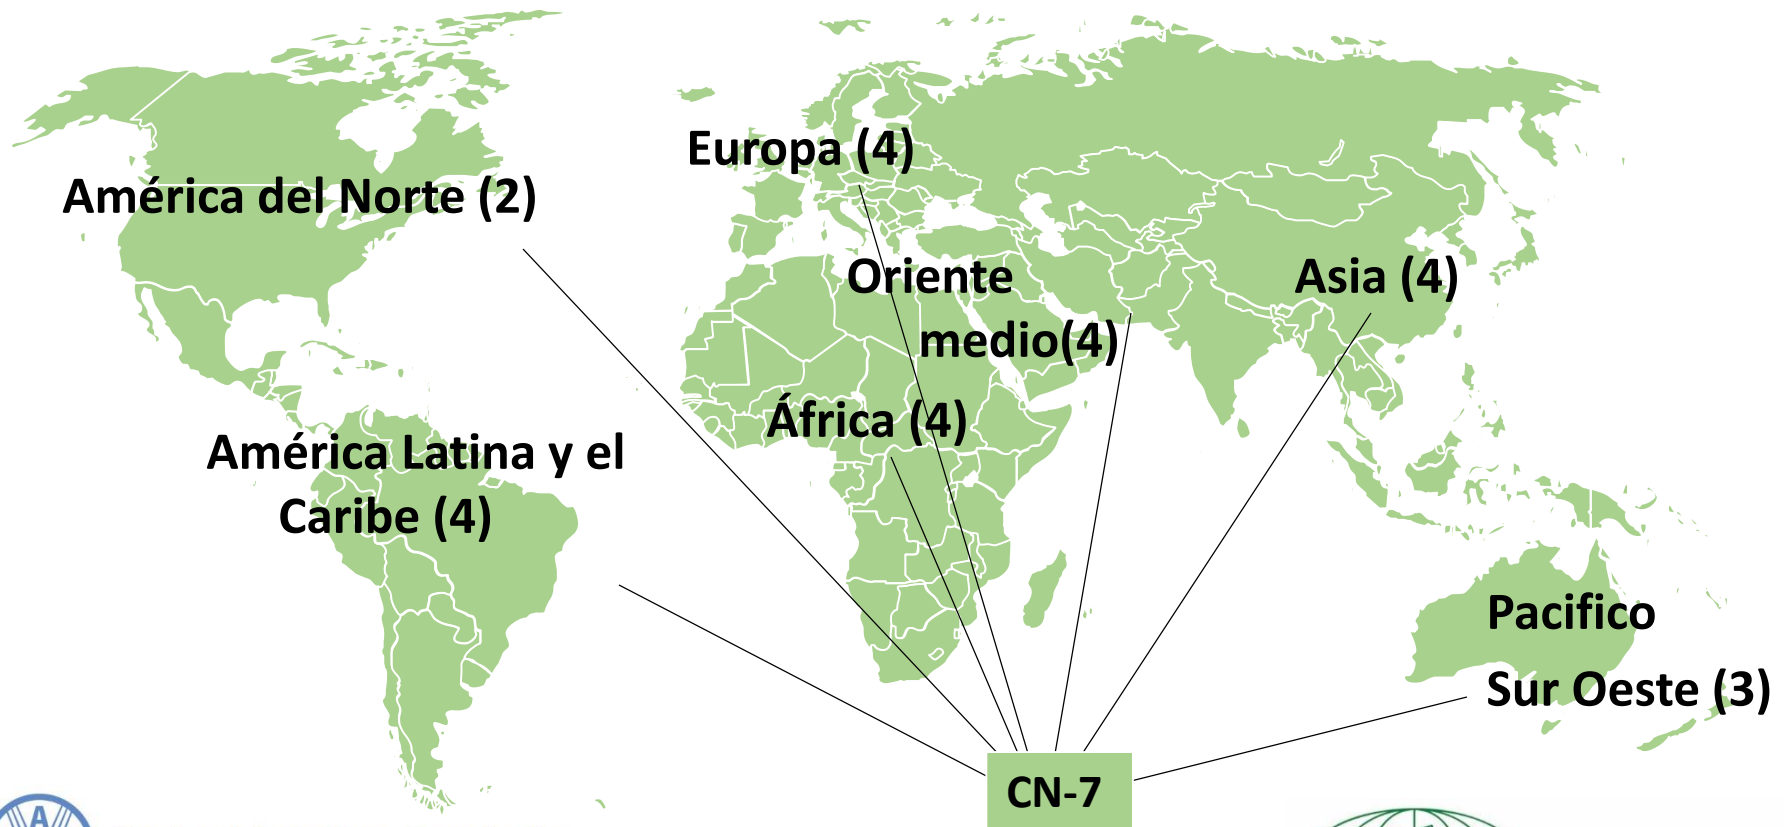 Europa (4)
América del Norte (2)
Oriente
medio(4)
Asia (4)
África (4)
América Latina y el
Caribe (4)
Pacifico
Sur Oeste (3)
CN-7
A